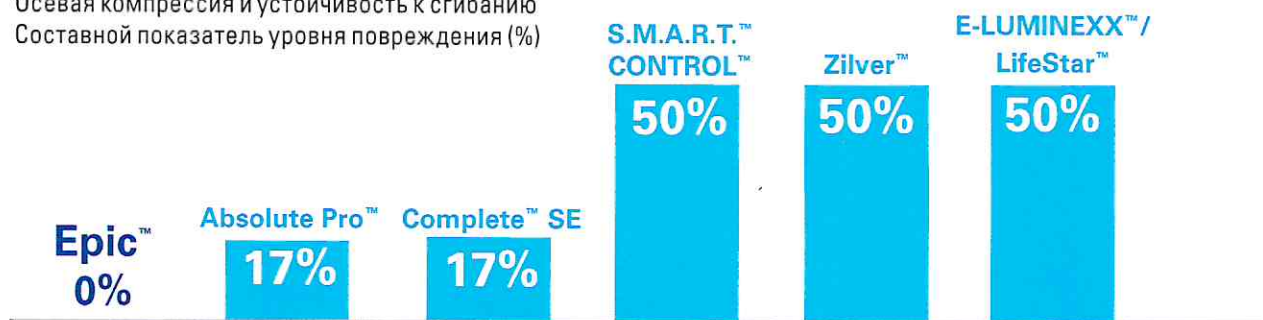 Осевая компрессия и устойчивость к сгибанию
Составной показатель уровня повреждения (%)
Epic™
0%
Absolute Pro™
17%
Complete™ SE
17%
S.M.A.R.T.™
CONTROL™
50%
Zilver™
50%
E-LUMINEXX™/
LifeStar™
50%